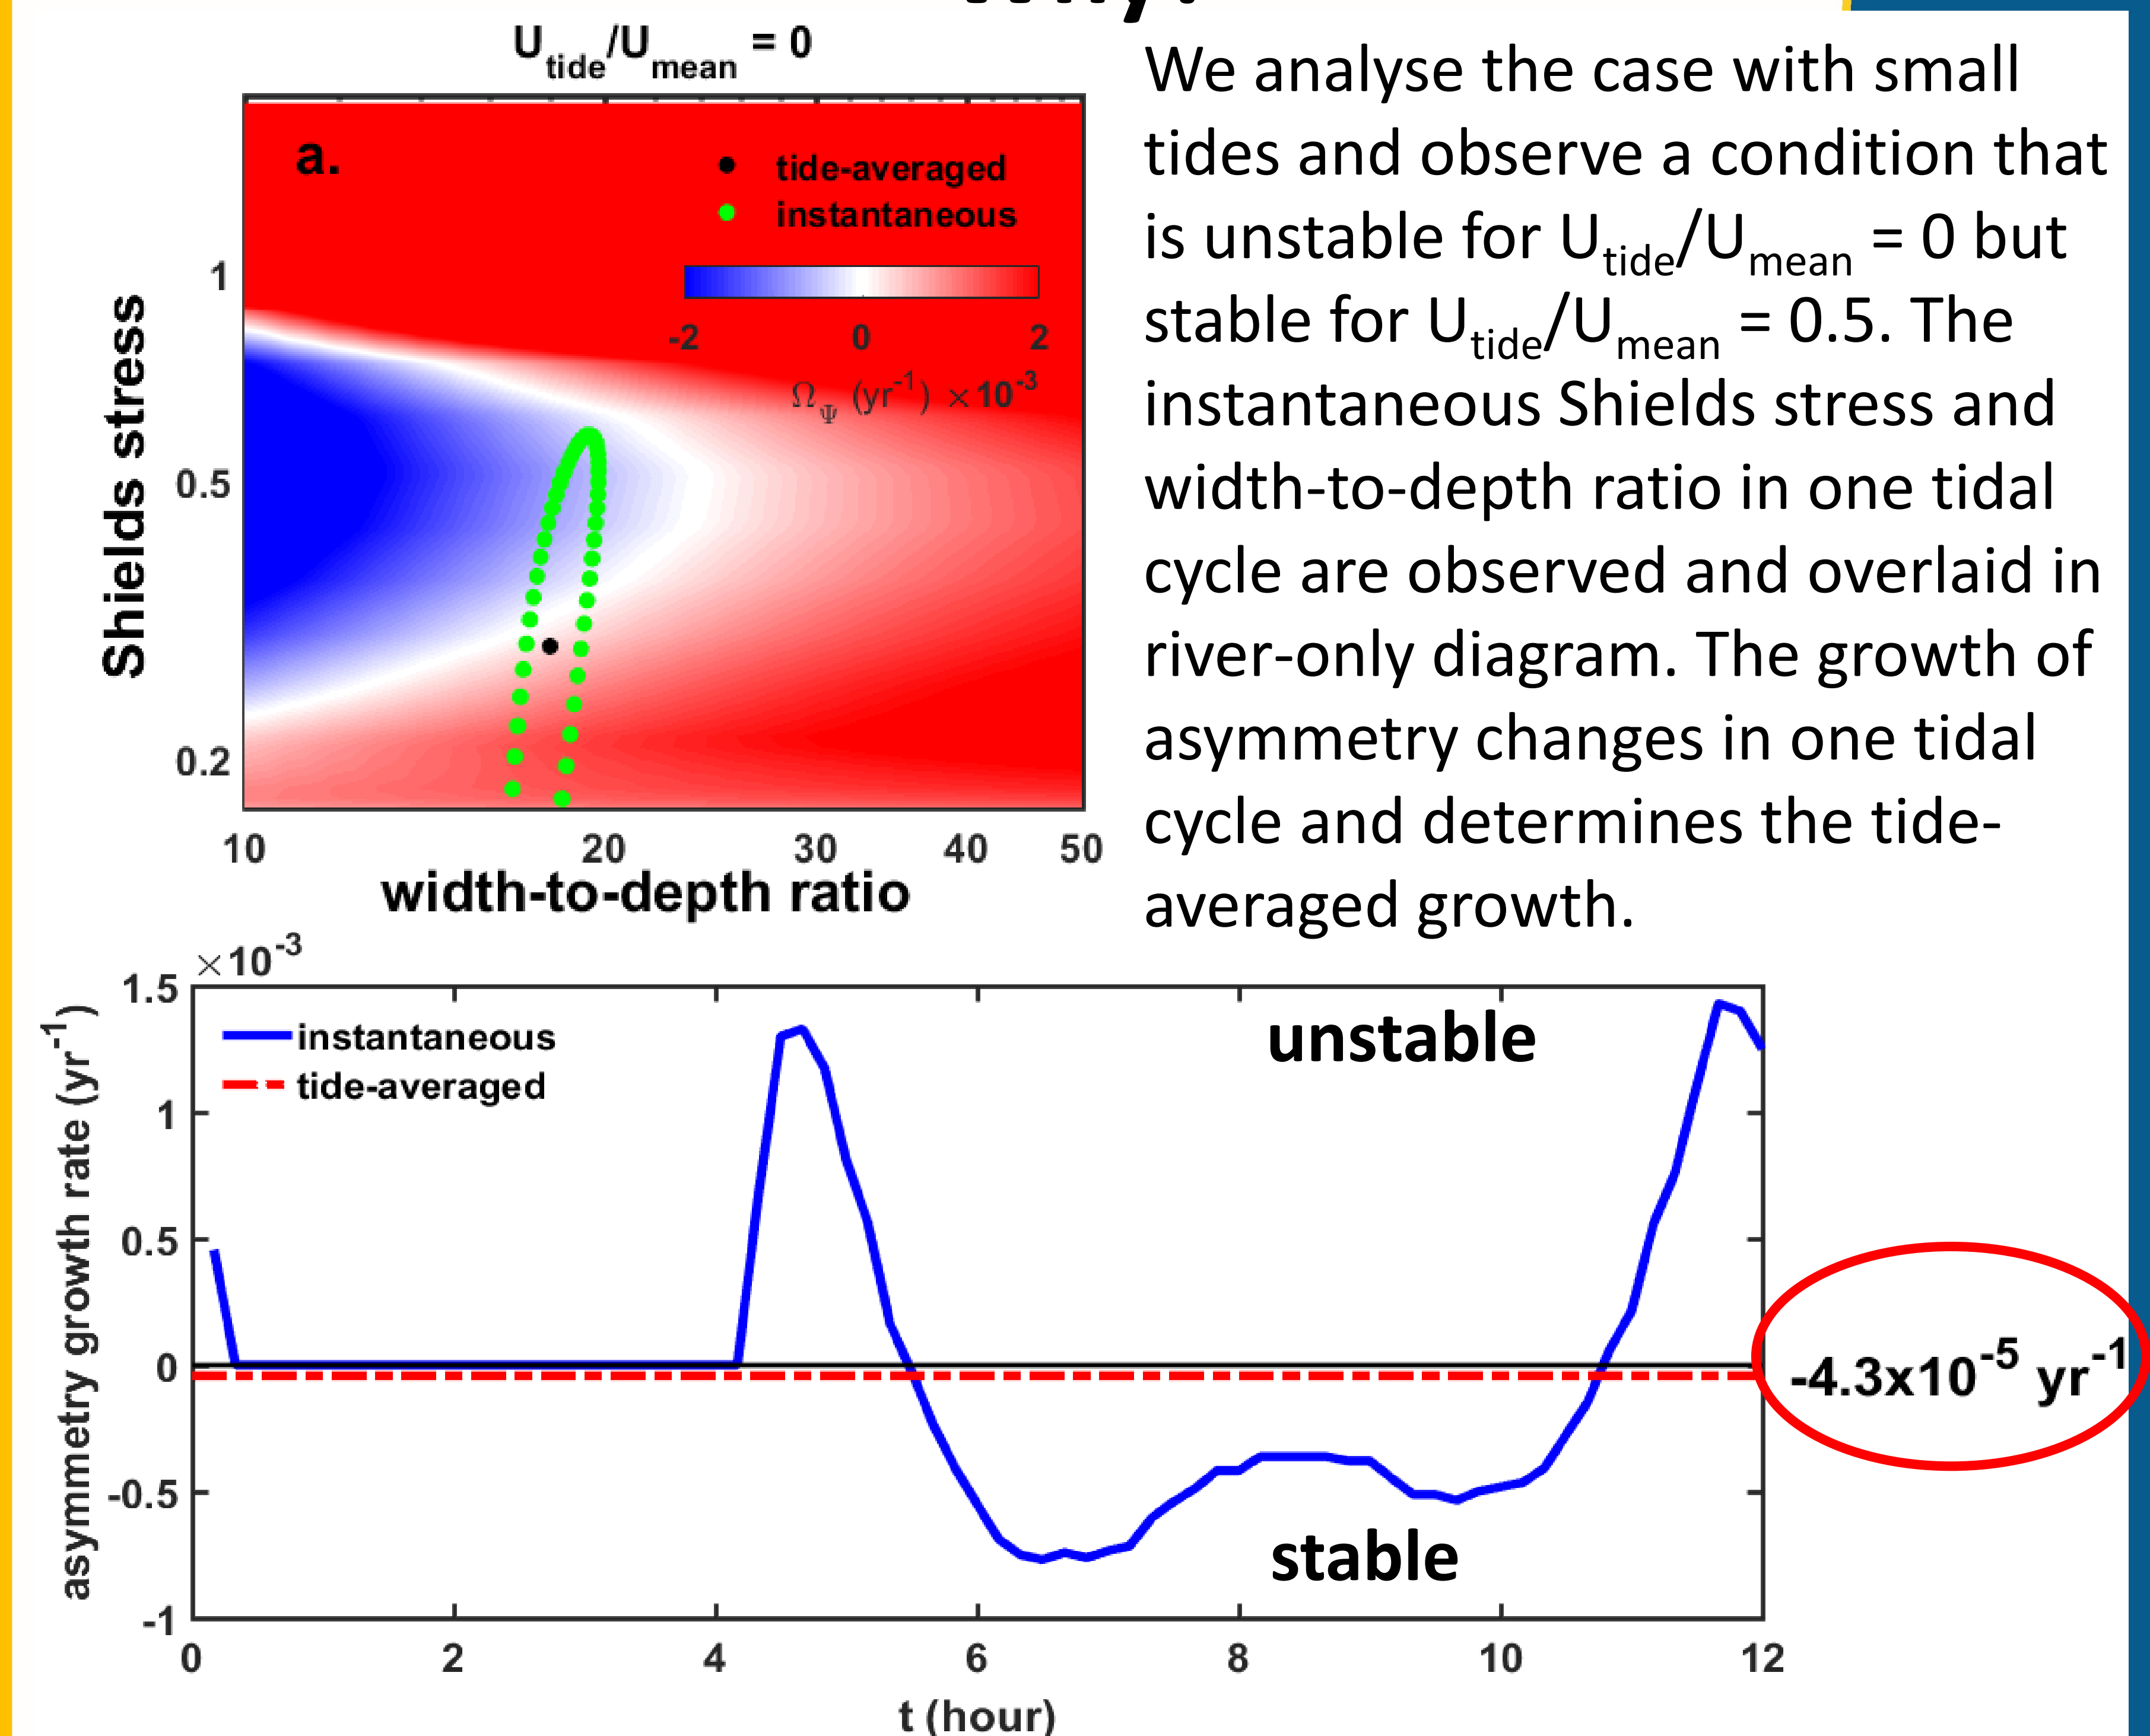 U_tide/U_mean = 0
a.
tide-averaged
instantaneous
-2 0 2
Ω_Ψ (yr^-1) ×10^-3
1
0.5
0.2
Shields stress
10 20 30 40 50
width-to-depth ratio
We analyse the case with small
tides and observe a condition that
is unstable for U_tide/U_mean = 0 but
stable for U_tide/U_mean = 0.5. The
instantaneous Shields stress and
width-to-depth ratio in one tidal
cycle are observed and overlaid in
river-only diagram. The growth of
asymmetry changes in one tidal
cycle and determines the tide-
averaged growth.
×10^-3
1.5
1
0.5
0
-0.5
-1
asymmetry growth rate (yr^-1)
instantaneous
tide-averaged
unstable
stable
-4.3x10^-5 yr^-1
0 2 4 6 8 10 12
t (hour)